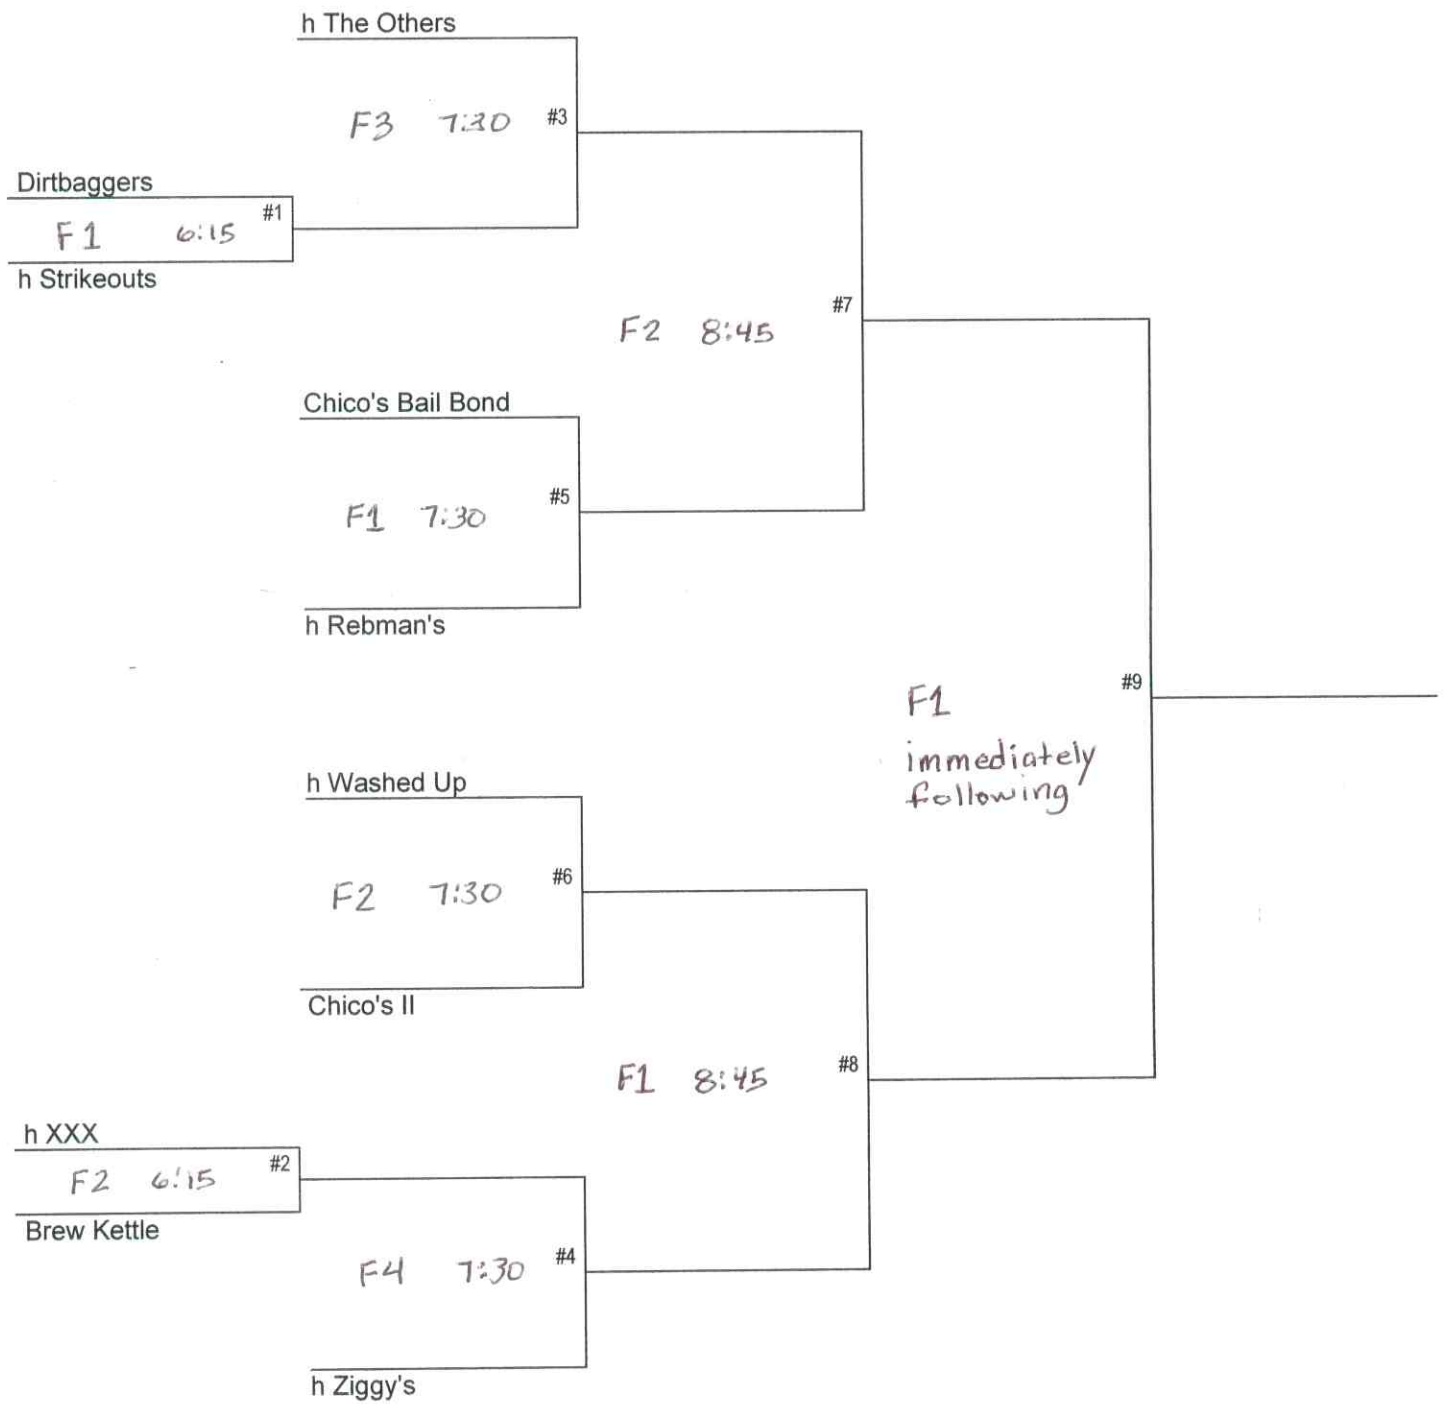 h The Others
F3 7:30 #3
Dirtbaggers
F1 6:15 #1
h Strikeouts
F2 8:45 #7
Chico's Bail Bond
F1 7:30 #5
h Rebman's
F1 #9
immediately
following
h Washed Up
F2 7:30 #6
Chico's II
F1 8:45 #8
h XXX
F2 6:15 #2
Brew Kettle
F4 7:30 #4
h Ziggy's